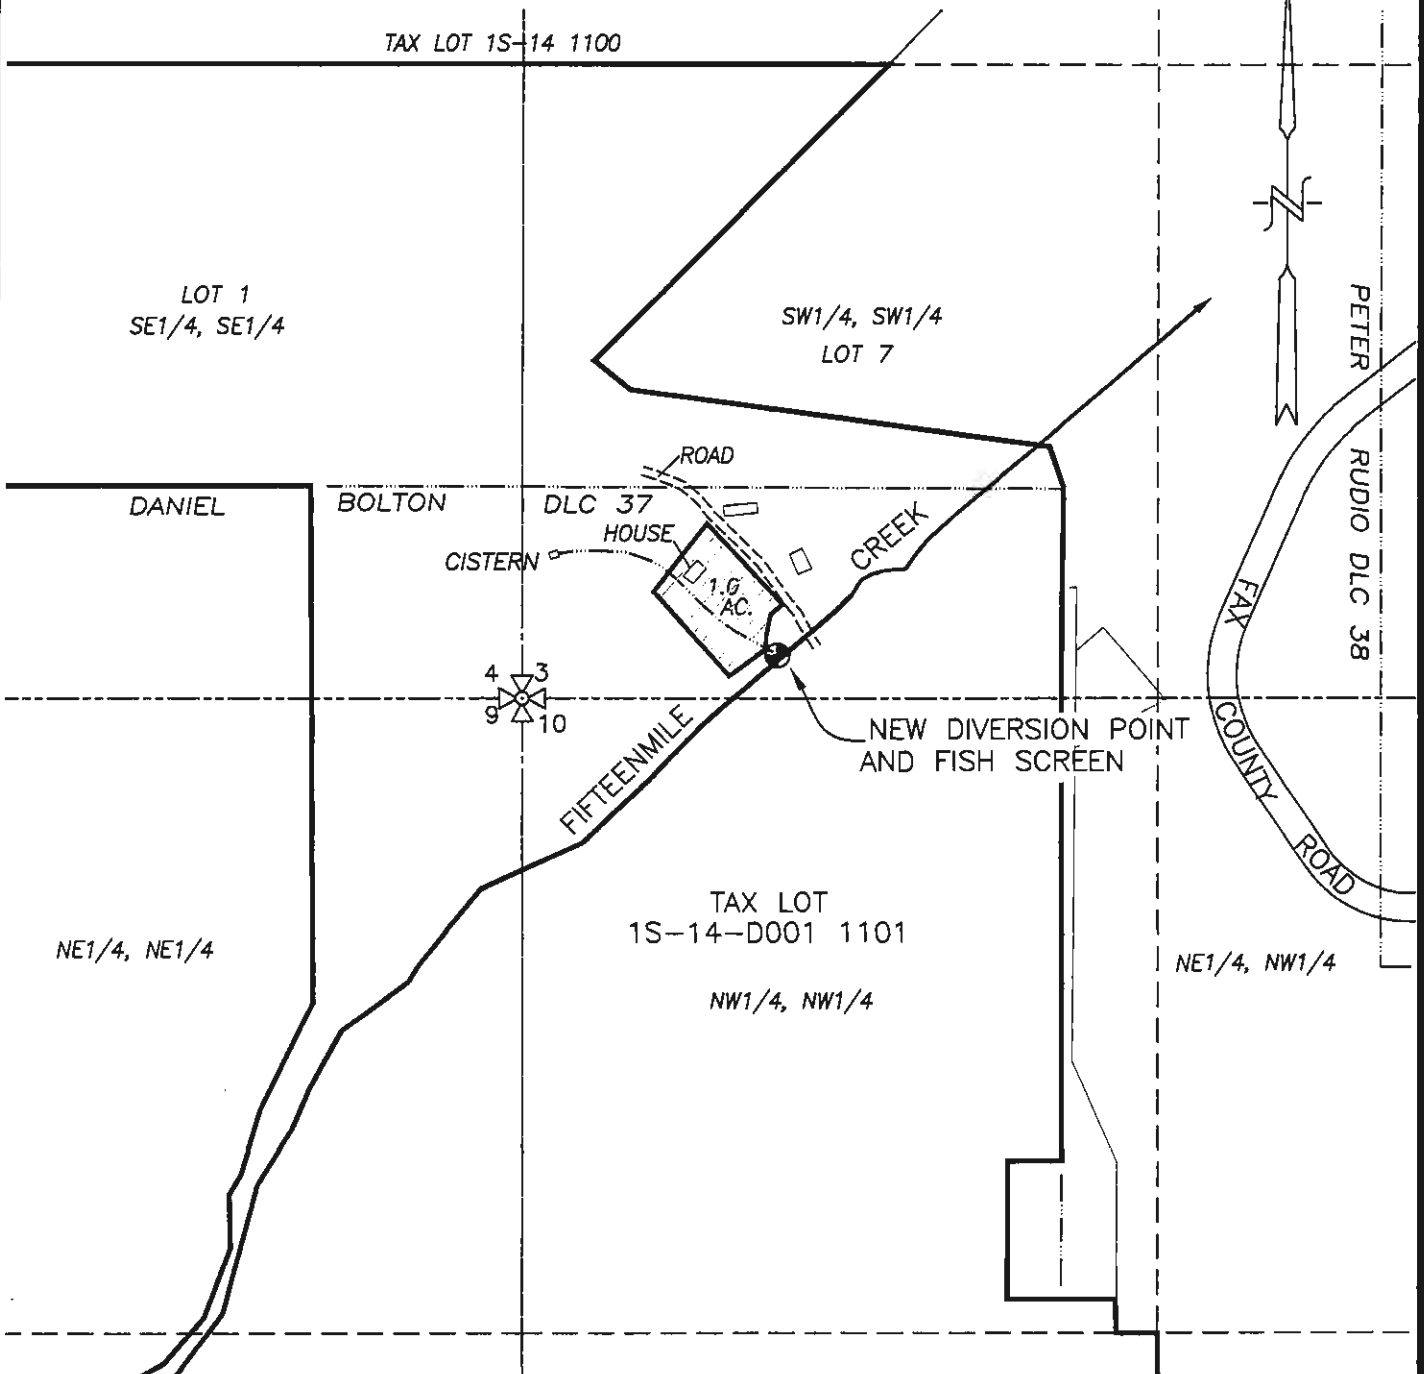 TAX LOT 1S-14 1100
LOT 1
SE1/4, SE1/4
SW1/4, SW1/4
LOT 7
N
PETER RUDIO DLC 38
ROAD
DANIEL BOLTON DLC 37
HOUSE
CISTERN
1.0
AC.
CREEK
FAX COUNTY ROAD
4 3
9 10
NEW DIVERSION POINT
AND FISH SCREEN
FIFTEENMILE
TAX LOT
1S-14-D001 1101
NE1/4, NE1/4
NW1/4, NW1/4
NE1/4, NW1/4